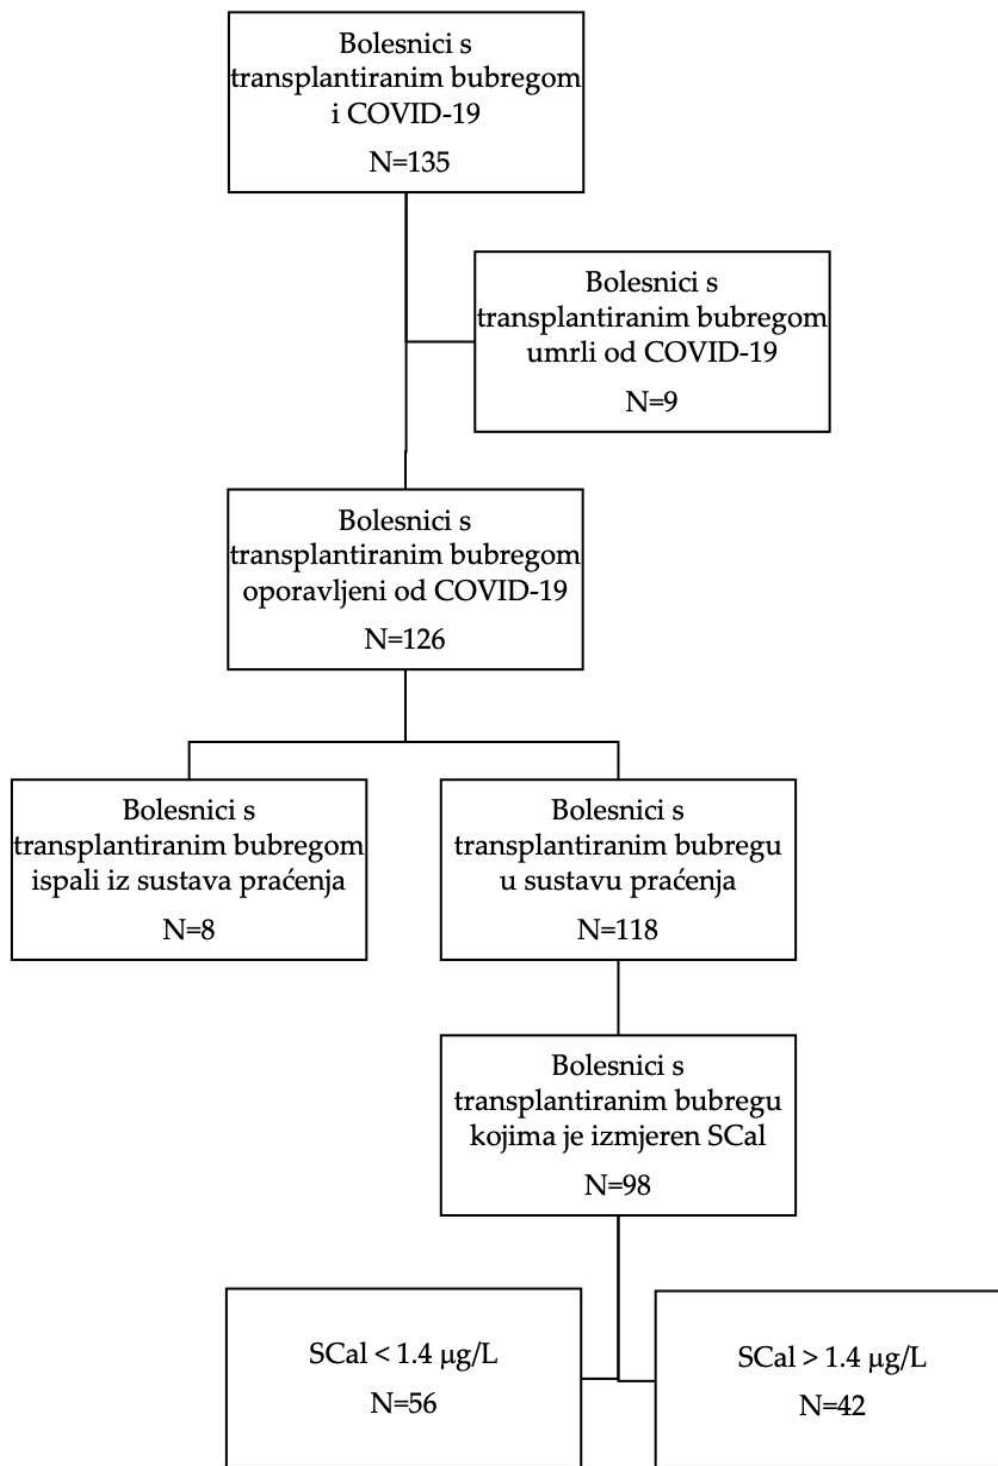 Bolesnici s
transplantiranim bubregom
i COVID-19
N=135
Bolesnici s
transplantiranim bubregom
umrli od COVID-19
N=9
Bolesnici s
transplantiranim bubregom
oporavljeni od COVID-19
N=126
Bolesnici s
transplantiranim bubregom
ispali iz sustava praćenja
N=8
Bolesnici s
transplantiranim bubregu
u sustavu praćenja
N=118
Bolesnici s
transplantiranim bubregu
kojima je izmjeren SCal
N=98
SCal < 1.4 µg/L
N=56
SCal > 1.4 µg/L
N=42